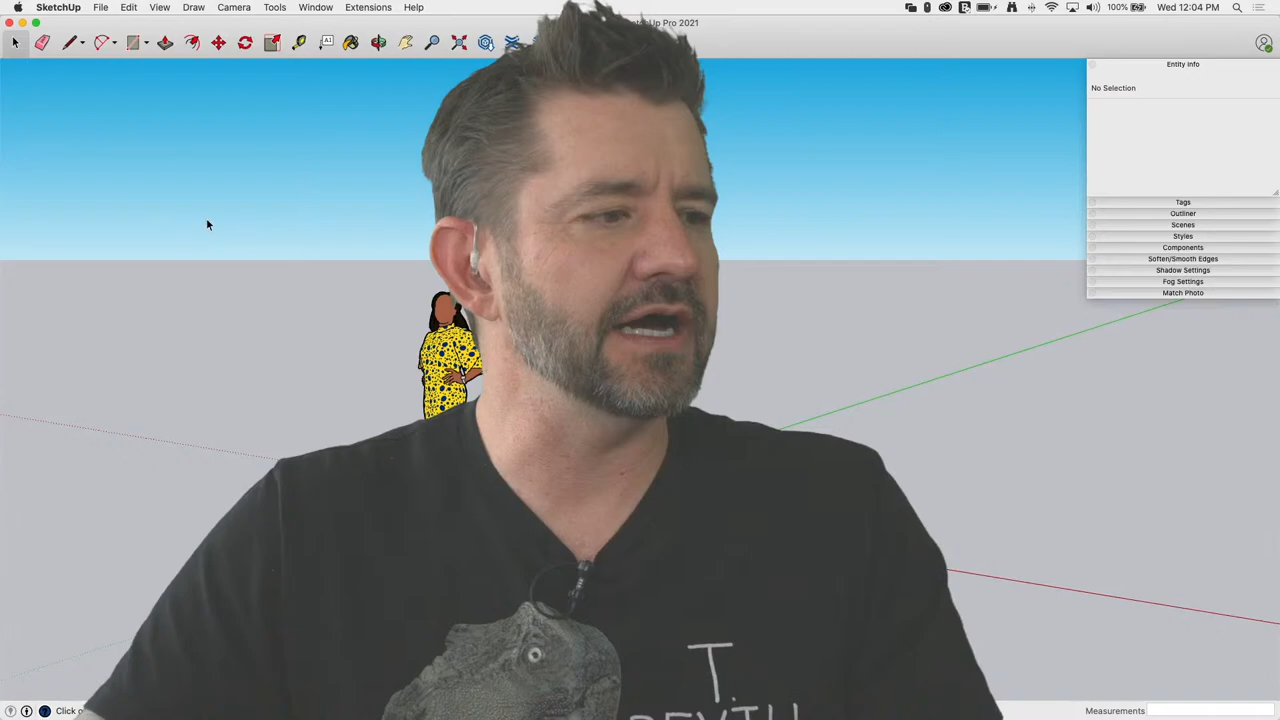 SketchUp File Edit View Draw Camera Tools Window Extensions Help 100% Wed 12:04 PM
Pro 2021
Entity Info
No Selection
Tags
Outliner
Scenes
Styles
Components
Soften/Smooth Edges
Shadow Settings
Fog Settings
Match Photo
T.
Click
Measurements